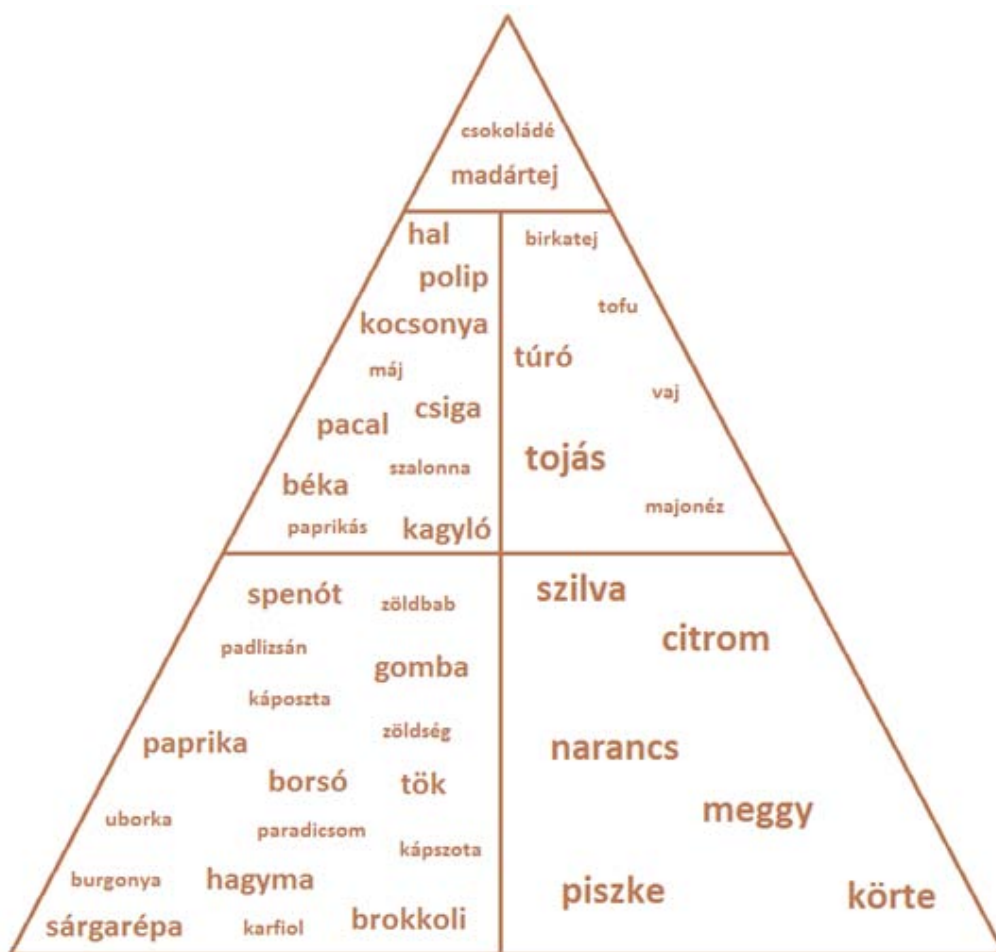 csokoládé
madártej
hal
polip
kocsonya
máj
csiga
pacal
szalonna
béka
paprikás
kagyló
birkatej
tofu
túró
vaj
tojás
majonéz
spenót
zöldbab
padlizsán
gomba
káposzta
zöldség
paprika
borsó
tök
uborka
paradicsom
kápszota
burgonya
hagyma
sárgarépa
karfiol
brokkoli
szilva
citrom
narancs
meggy
piszke
körte